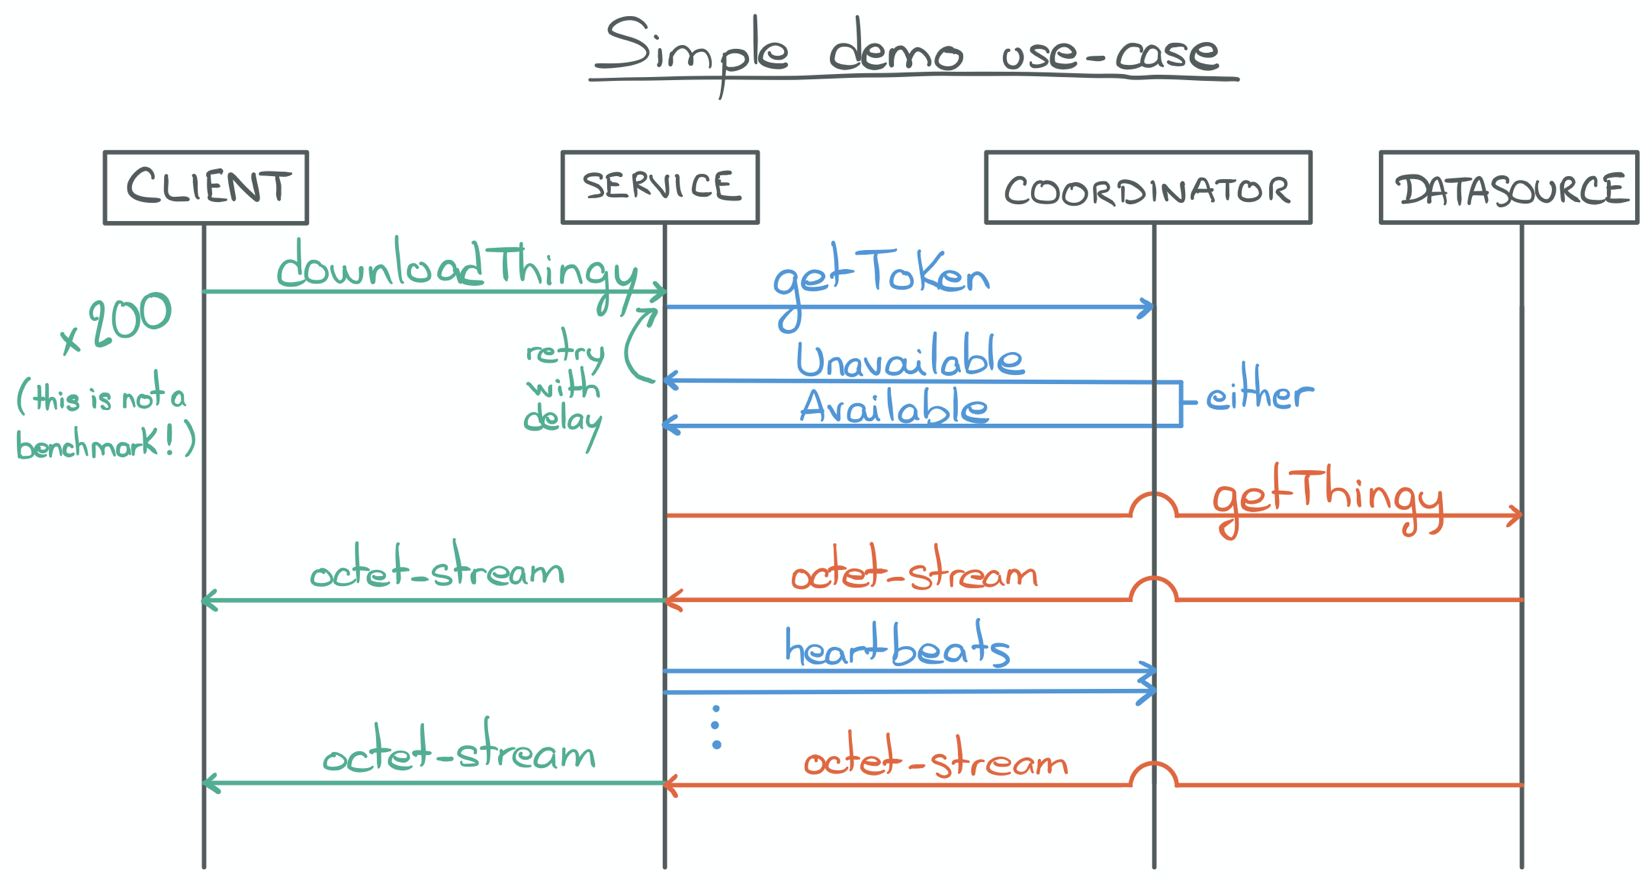 Simple demo use-case
CLIENT
SERVICE
COORDINATOR
DATASOURCE
downloadThingy
getToken
x200
(this is not a
benchmark!)
retry
with
delay
Unavailable
Available
either
getThingy
octet-stream
octet-stream
heartbeats
octet-stream
octet-stream